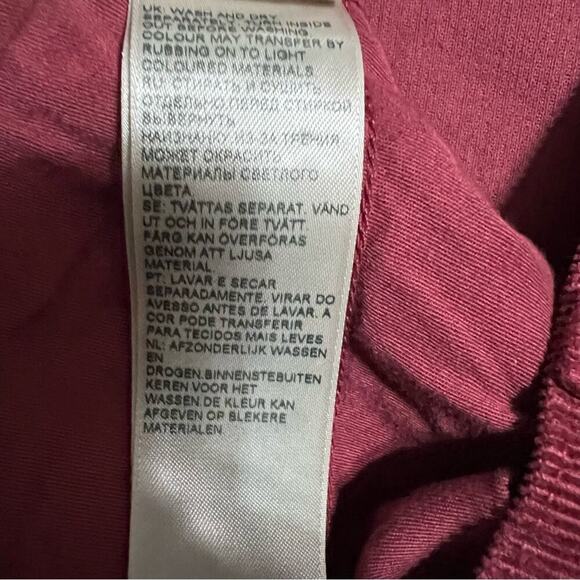 UK: WASH AND DRY
SEPARATELY. TURN INSIDE
OUT BEFORE WASHING
COLOUR MAY TRANSFER BY
RUBBING ON TO LIGHT
COLOURED MATERIALS
RU: СТИРАТЬ И СУШИТЬ
ОТДЕЛЬНО.ПЕРЕД СТИРКОЙ
ВЫ.ВЕРНУТЬ
НАИЗНАНКУ.ИЗ-ЗА ТРЕНИЯ
МОЖЕТ ОКРАСИТЬ
МАТЕРИАЛЫ СВЕТЛОГО
ЦВЕТА
SE: TVÄTTAS SEPARAT. VÄND
UT OCH IN FÖRE TVÄTT.
FÄRG KAN ÖVERFÖRAS
GENOM ATT LJUSA
MATERIAL
PT: LAVAR E SECAR
SEPARADAMENTE. VIRAR DO
AVESSO ANTES DE LAVAR. A
COR PODE TRANSFERIR
PARA TECIDOS MAIS LEVES
NL: AFZONDERLIJK WASSEN
EN
DROGEN.BINNENSTEBUITEN
KEREN VOOR HET
WASSEN.DE KLEUR KAN
AFGEVEN OP BLEKERE
MATERIALEN